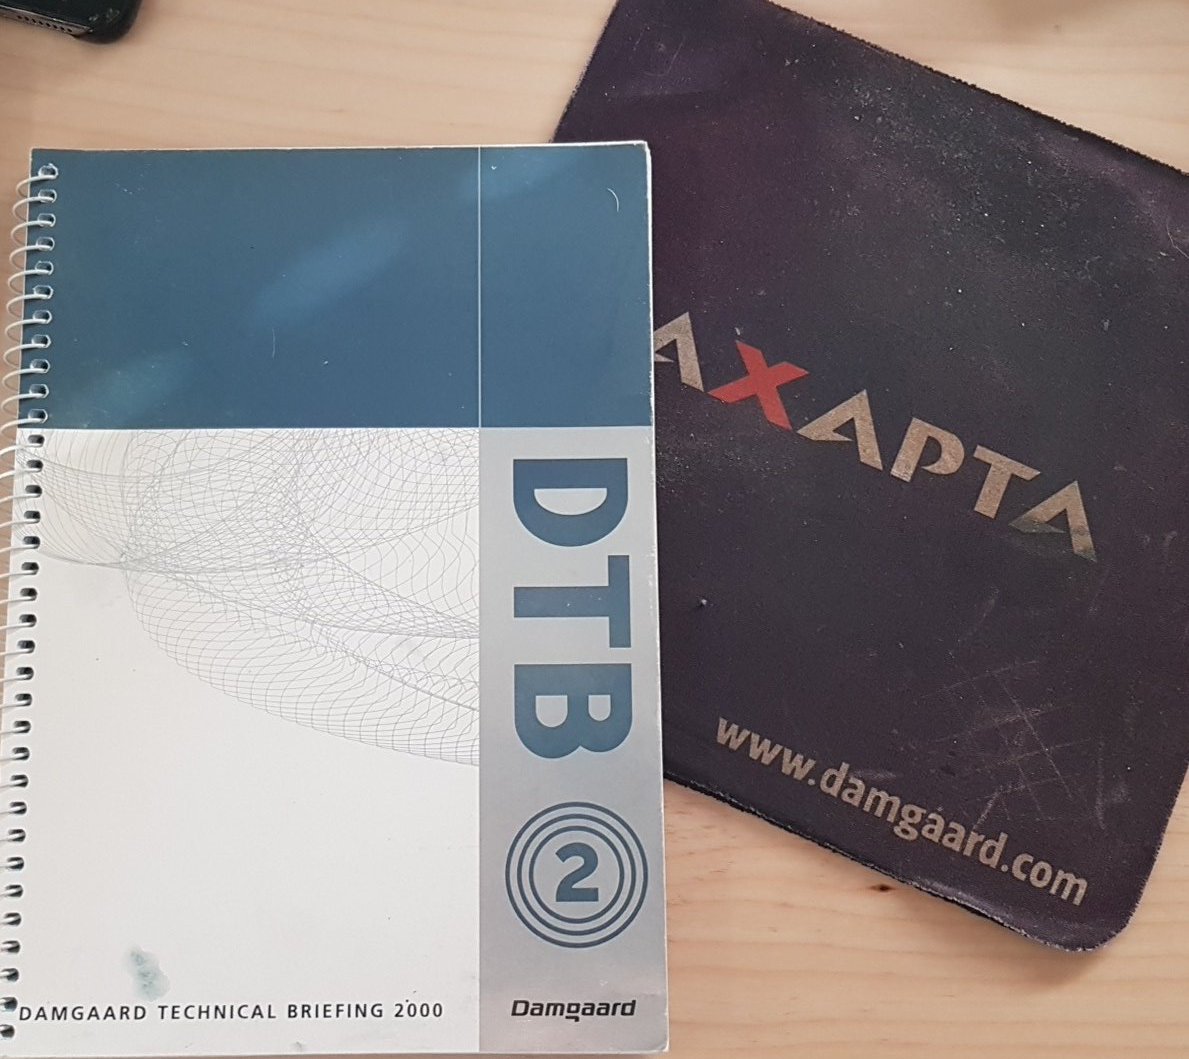 DTB
2
DAMGAARD TECHNICAL BRIEFING 2000
Damgaard
AXAPTA
www.damgaard.com